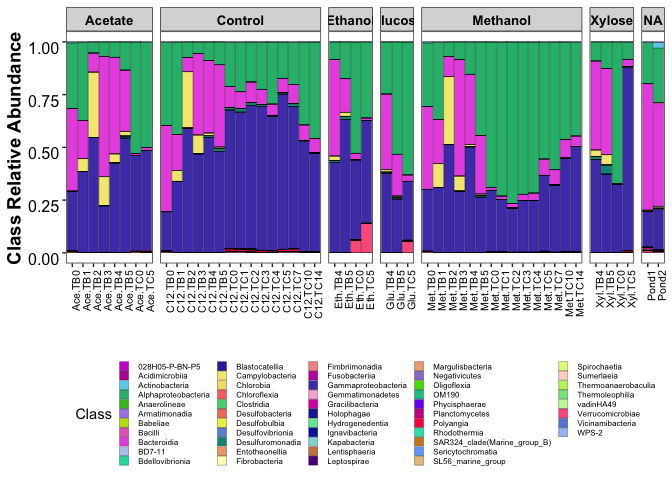 Acetate Control Ethanol lucos Methanol Xylose NA
Class Relative Abundance
1.00
0.75
0.50
0.25
0.00
Ace.TB0 Ace.TB1 Ace.TB2 Ace.TB3 Ace.TB4 Ace.TB5 Ace.TC0 Ace.TC5 C12.TB0 C12.TB1 C12.TB2 C12.TB3 C12.TB4 C12.TB5 C12.TC0 C12.TC1 C12.TC2 C12.TC3 C12.TC4 C12.TC5 C12.TC7 C12.TC10 C12.TC14 Eth.TB4 Eth.TB5 Eth.TC0 Eth.TC5 Glu.TB4 Glu.TB5 Glu.TC5 Met.TB0 Met.TB1 Met.TB2 Met.TB3 Met.TB4 Met.TB5 Met.TC0 Met.TC1 Met.TC2 Met.TC3 Met.TC4 Met.TC5 Met.TC7 Met.TC10 Met.TC14 Xyl.TB4 Xyl.TB5 Xyl.TC0 Xyl.TC5 Pond1 Pond2
Class
028H05-P-BN-P5
Acidimicrobiia
Actinobacteria
Alphaproteobacteria
Anaerolineae
Armatimonadia
Babeliae
Bacilli
Bacteroidia
BD7-11
Bdellovibrionia
Blastocatellia
Campylobacteria
Chlorobia
Chloroflexia
Clostridia
Desulfobacteria
Desulfobulbia
Desulfovibrionia
Desulfuromonadia
Entotheonellia
Fibrobacteria
Fimbriimonadia
Fusobacteriia
Gammaproteobacteria
Gemmatimonadetes
Gracilibacteria
Holophagae
Hydrogenedentia
Ignavibacteria
Kapabacteria
Lentisphaeria
Leptospirae
Margulisbacteria
Negativicutes
Oligoflexia
OM190
Phycisphaerae
Planctomycetes
Polyangia
Rhodothermia
SAR324_clade(Marine_group_B)
Sericytochromatia
SL56_marine_group
Spirochaetia
Sumerlaeia
Thermoanaerobaculia
Thermoleophilia
vadinHA49
Verrucomicrobiae
Vicinamibacteria
WPS-2